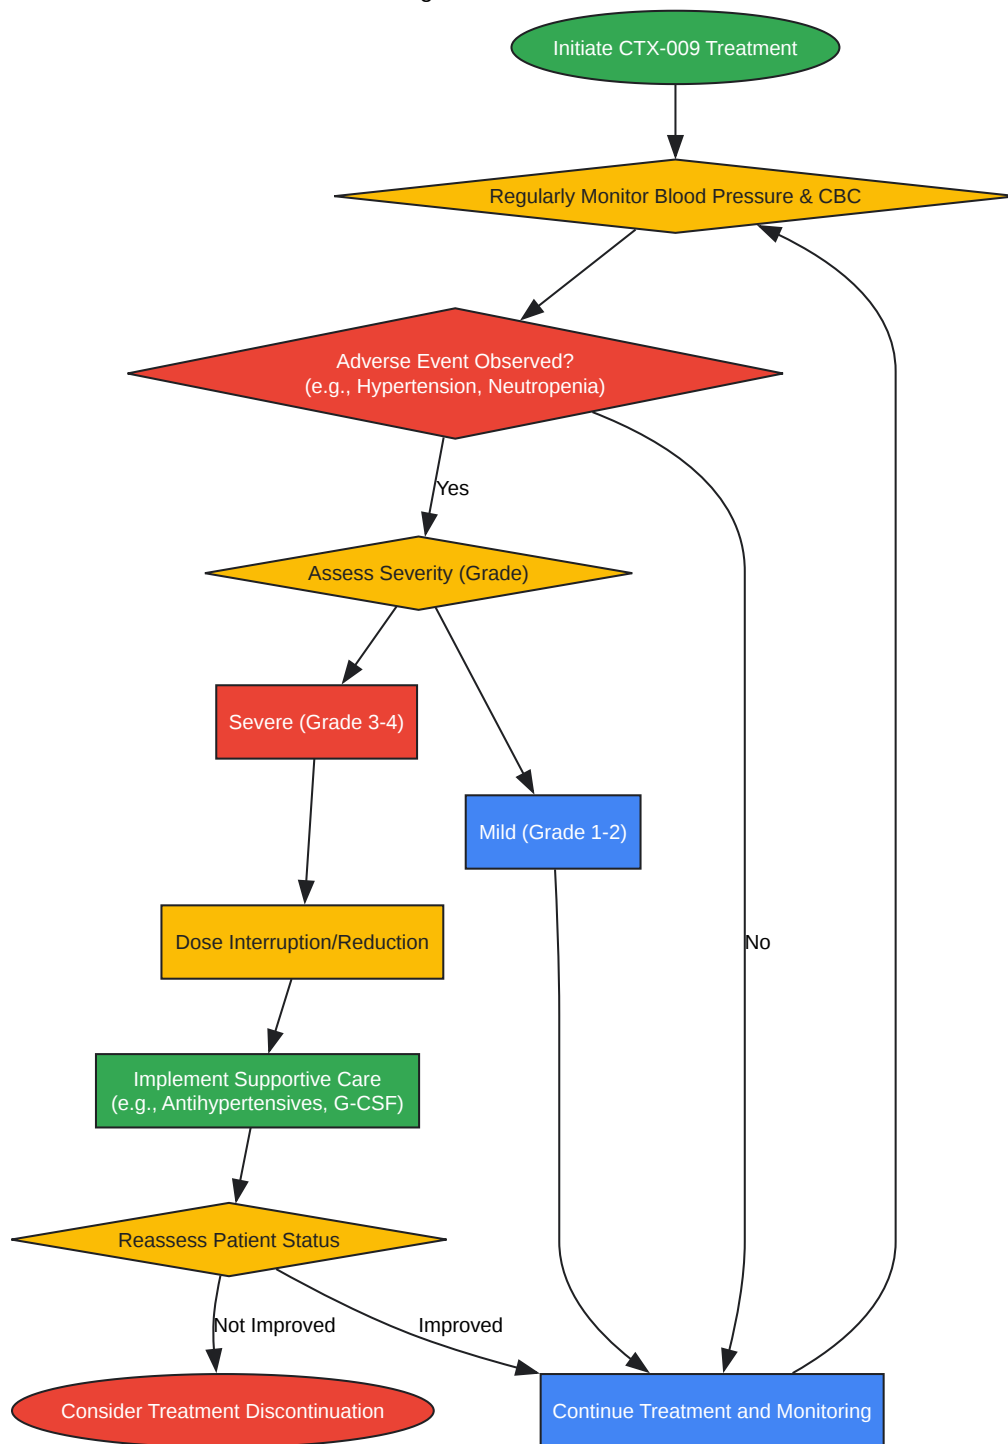 Initiate CTX-009 Treatment
Regularly Monitor Blood Pressure & CBC
Adverse Event Observed?
(e.g., Hypertension, Neutropenia)
Yes
Assess Severity (Grade)
Severe (Grade 3-4)
Mild (Grade 1-2)
Dose Interruption/Reduction
No
Implement Supportive Care
(e.g., Antihypertensives, G-CSF)
Reassess Patient Status
Not Improved
Improved
Consider Treatment Discontinuation
Continue Treatment and Monitoring